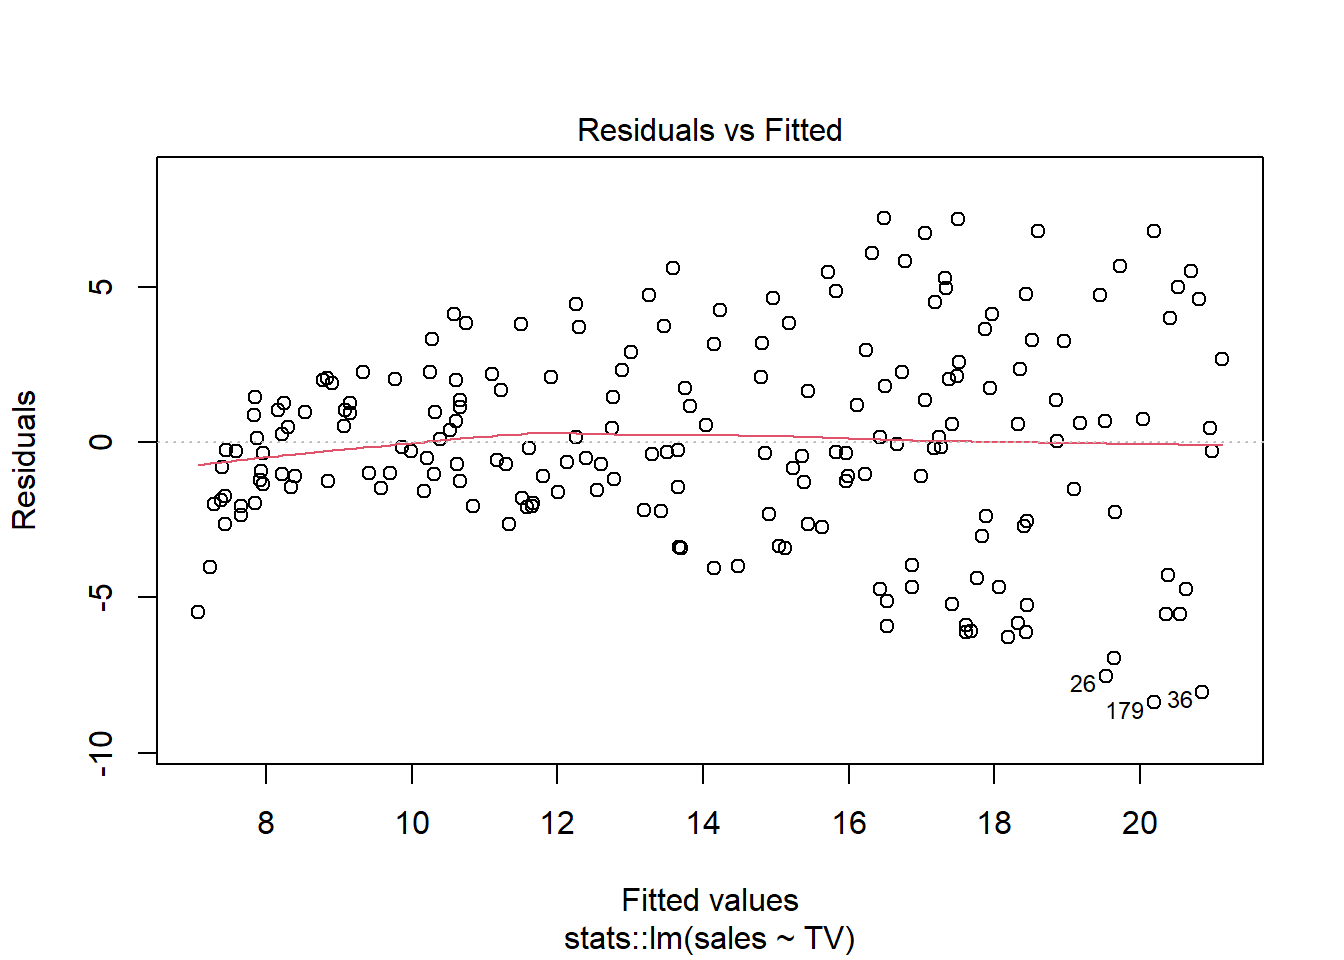 Residuals vs Fitted
Residuals
5
0
-5
-10
26
179
36
8 10 12 14 16 18 20
Fitted values
stats::lm(sales ~ TV)